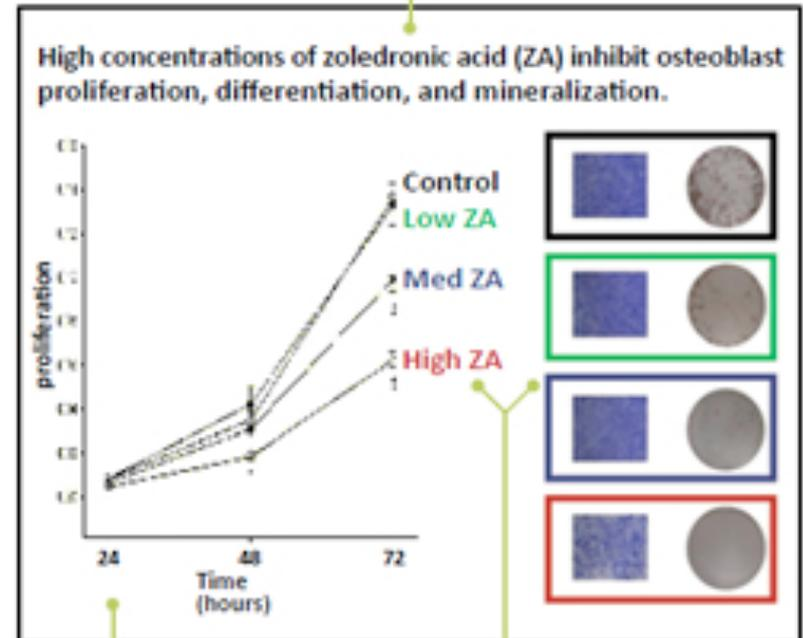 High concentrations of zoledronic acid (ZA) inhibit osteoblast
proliferation, differentiation, and mineralization.
proliferation
Control
Low ZA
Med ZA
High ZA
24
48
72
Time
(hours)